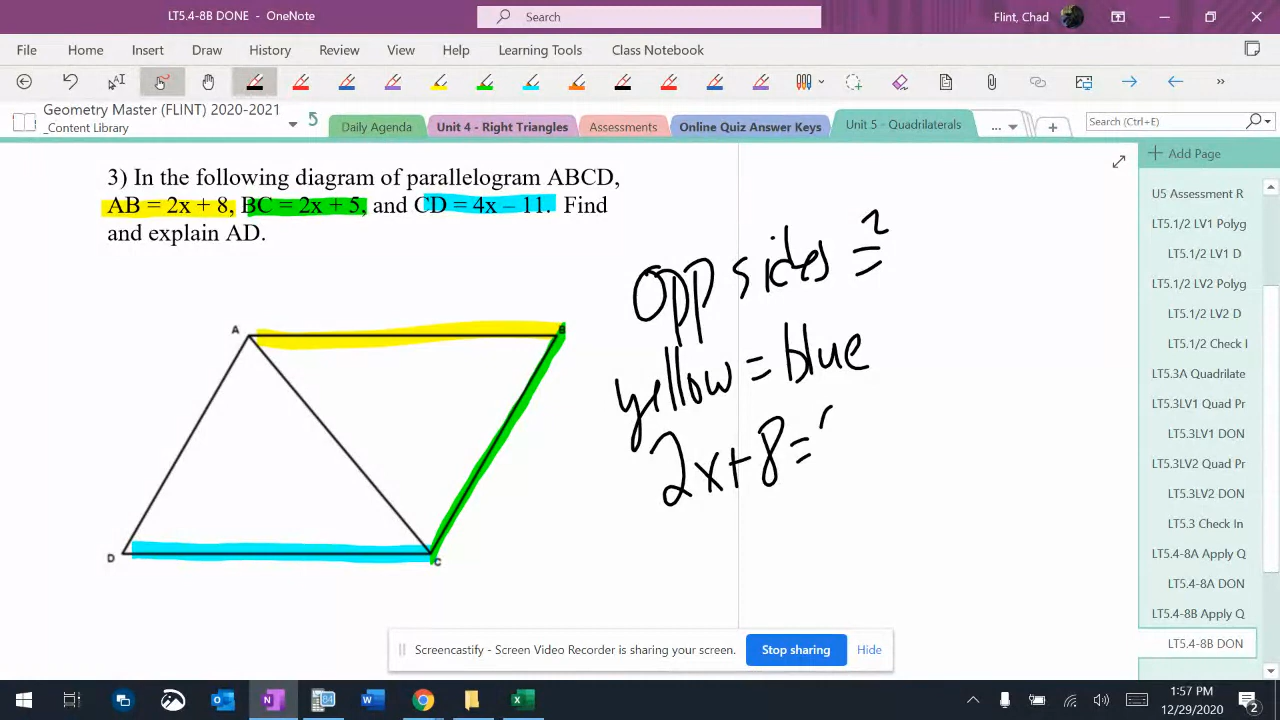 LT5.4-8B DONE - OneNote
Search
Flint, Chad
File Home Insert Draw History Review View Help Learning Tools Class Notebook
Geometry Master (FLINT) 2020-2021
_Content Library
Daily Agenda Unit 4 - Right Triangles Assessments Online Quiz Answer Keys Unit 5 - Quadrilaterals ... Search (Ctrl+E)
3) In the following diagram of parallelogram ABCD,
AB = 2x + 8, BC = 2x + 5, and CD = 4x – 11. Find
and explain AD.
Opp sides ≅
yellow = blue
2x+8=
A
B
D
C
Add Page
U5 Assessment R
LT5.1/2 LV1 Polyg
LT5.1/2 LV1 D
LT5.1/2 LV2 Polyg
LT5.1/2 LV2 D
LT5.1/2 Check I
LT5.3A Quadrilate
LT5.3LV1 Quad Pr
LT5.3LV1 DON
LT5.3LV2 Quad Pr
LT5.3LV2 DON
LT5.3 Check In
LT5.4-8A Apply Q
LT5.4-8A DON
LT5.4-8B Apply Q
LT5.4-8B DON
Screencastify - Screen Video Recorder is sharing your screen. Stop sharing Hide
1:57 PM
12/29/2020
2